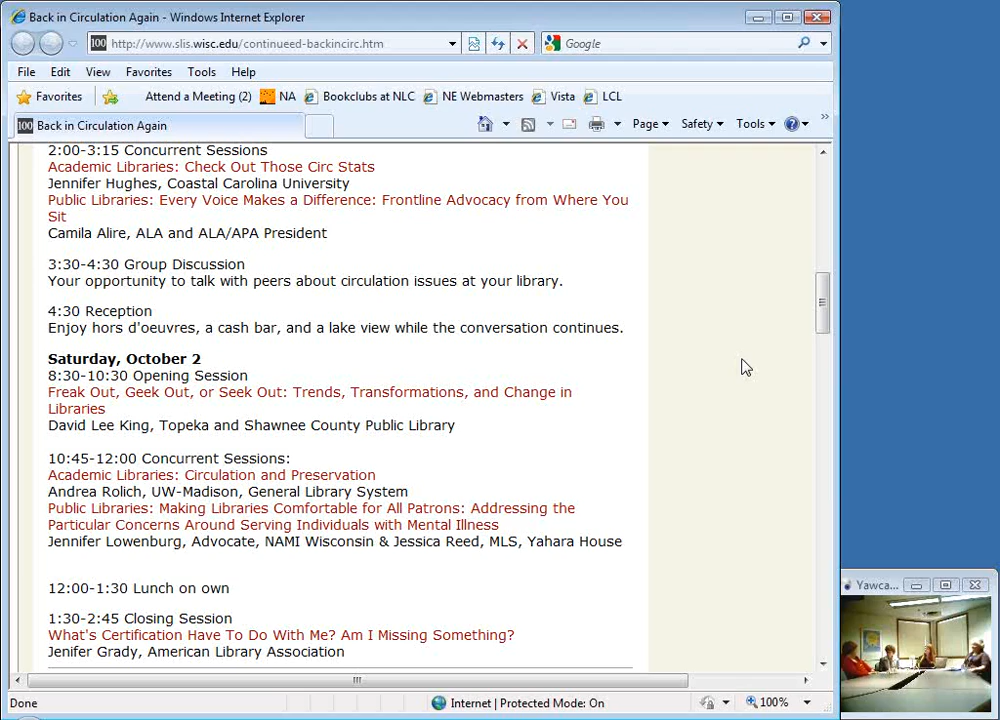 Back in Circulation Again - Windows Internet Explorer
http://www.slis.wisc.edu/continueed-backincirc.htm
Google
File Edit View Favorites Tools Help
Favorites Attend a Meeting (2) NA Bookclubs at NLC NE Webmasters Vista LCL
100 Back in Circulation Again Page Safety Tools
2:00-3:15 Concurrent Sessions
Academic Libraries: Check Out Those Circ Stats
Jennifer Hughes, Coastal Carolina University
Public Libraries: Every Voice Makes a Difference: Frontline Advocacy from Where You
Sit
Camila Alire, ALA and ALA/APA President
3:30-4:30 Group Discussion
Your opportunity to talk with peers about circulation issues at your library.
4:30 Reception
Enjoy hors d'oeuvres, a cash bar, and a lake view while the conversation continues.
Saturday, October 2
8:30-10:30 Opening Session
Freak Out, Geek Out, or Seek Out: Trends, Transformations, and Change in
Libraries
David Lee King, Topeka and Shawnee County Public Library
10:45-12:00 Concurrent Sessions:
Academic Libraries: Circulation and Preservation
Andrea Rolich, UW-Madison, General Library System
Public Libraries: Making Libraries Comfortable for All Patrons: Addressing the
Particular Concerns Around Serving Individuals with Mental Illness
Jennifer Lowenburg, Advocate, NAMI Wisconsin & Jessica Reed, MLS, Yahara House
12:00-1:30 Lunch on own
1:30-2:45 Closing Session
What's Certification Have To Do With Me? Am I Missing Something?
Jenifer Grady, American Library Association
Yawca...
Done Internet | Protected Mode: On 100%